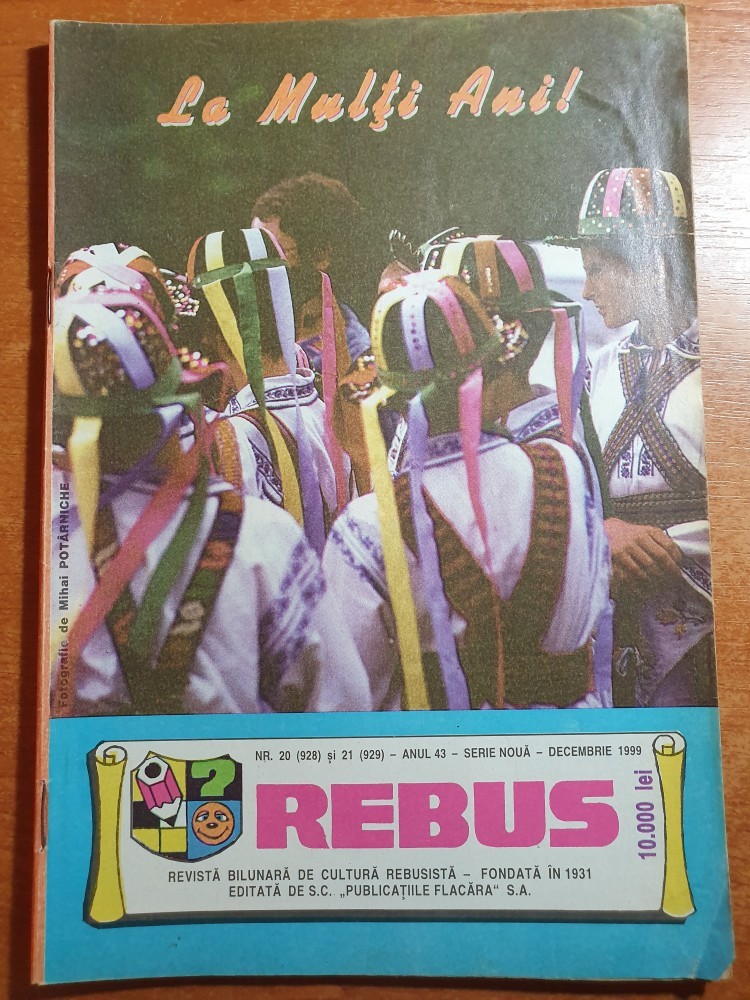 La Mulţi Ani!
Fotografie de Mihai POTÂRNICHE
NR. 20 (928) şi 21 (929) – ANUL 43 – SERIE NOUĂ – DECEMBRIE 1999
?
REBUS
10.000 lei
REVISTĂ BILUNARĂ DE CULTURĂ REBUSISTĂ – FONDATĂ ÎN 1931
EDITATĂ DE S.C. „PUBLICAŢIILE FLACĂRA“ S.A.